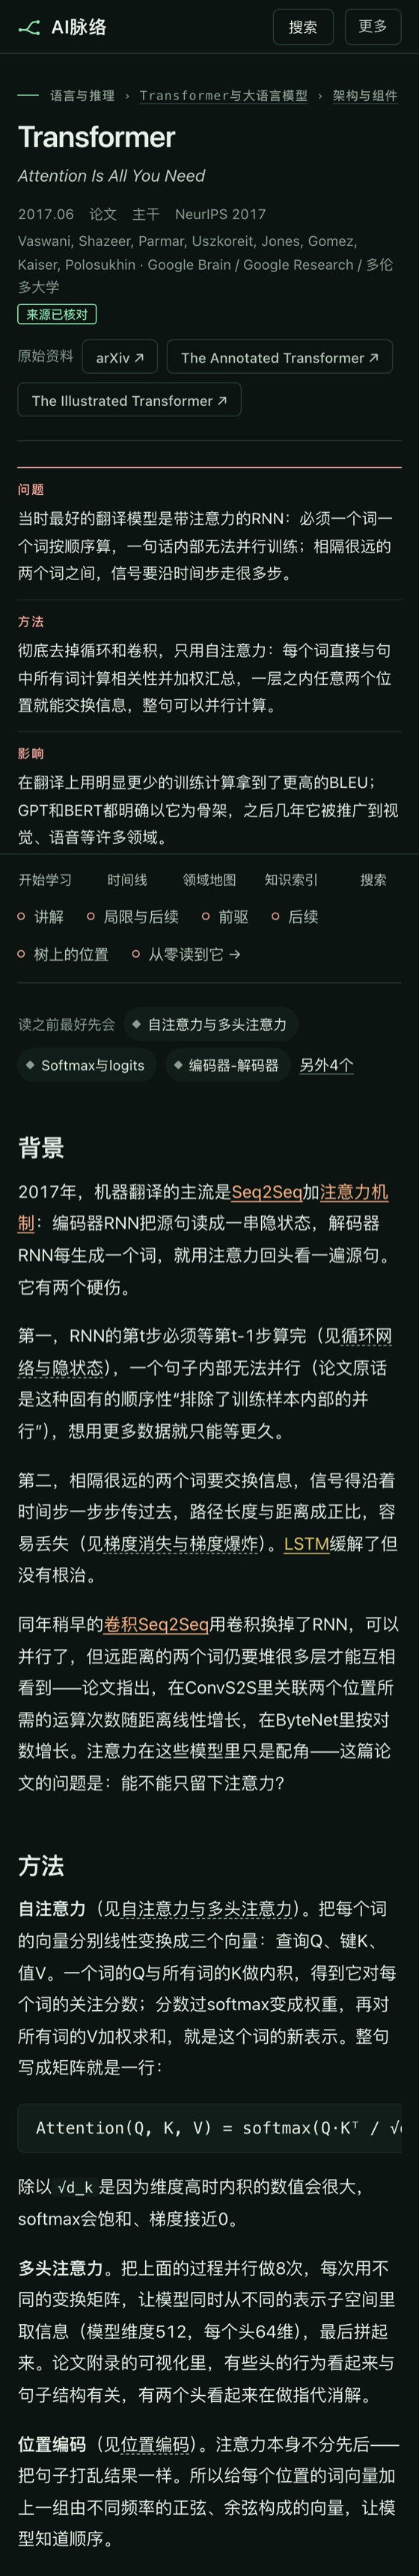 AI脉络
搜索
更多
语言与推理 › Transformer与大语言模型 › 架构与组件
Transformer
Attention Is All You Need
2017.06 论文 主干 NeurIPS 2017
Vaswani, Shazeer, Parmar, Uszkoreit, Jones, Gomez,
Kaiser, Polosukhin · Google Brain / Google Research / 多伦
多大学
来源已核对
原始资料 arXiv ↗ The Annotated Transformer ↗
The Illustrated Transformer ↗
问题
当时最好的翻译模型是带注意力的RNN：必须一个词一
个词按顺序算，一句话内部无法并行训练；相隔很远的
两个词之间，信号要沿时间步走很多步。
方法
彻底去掉循环和卷积，只用自注意力：每个词直接与句
中所有词计算相关性并加权汇总，一层之内任意两个位
置就能交换信息，整句可以并行计算。
影响
在翻译上用明显更少的训练计算拿到了更高的BLEU；
GPT和BERT都明确以它为骨架，之后几年它被推广到视
觉、语音等许多领域。
开始学习 时间线 领域地图 知识索引 搜索
讲解 局限与后续 前驱 后续
树上的位置 从零读到它 →
读之前最好先会 ◆ 自注意力与多头注意力
◆ Softmax与logits ◆ 编码器-解码器 另外4个
背景
2017年，机器翻译的主流是Seq2Seq加注意力机
制：编码器RNN把源句读成一串隐状态，解码器
RNN每生成一个词，就用注意力回头看一遍源句。
它有两个硬伤。
第一，RNN的第t步必须等第t-1步算完（见循环网
络与隐状态），一个句子内部无法并行（论文原话
是这种固有的顺序性“排除了训练样本内部的并
行”），想用更多数据就只能等更久。
第二，相隔很远的两个词要交换信息，信号得沿着
时间步一步步传过去，路径长度与距离成正比，容
易丢失（见梯度消失与梯度爆炸）。LSTM缓解了但
没有根治。
同年稍早的卷积Seq2Seq用卷积换掉了RNN，可以
并行了，但远距离的两个词仍要堆很多层才能互相
看到——论文指出，在ConvS2S里关联两个位置所
需的运算次数随距离线性增长，在ByteNet里按对
数增长。注意力在这些模型里只是配角——这篇论
文的问题是：能不能只留下注意力？
方法
自注意力（见自注意力与多头注意力）。把每个词
的向量分别线性变换成三个向量：查询Q、键K、
值V。一个词的Q与所有词的K做内积，得到它对每
个词的关注分数；分数过softmax变成权重，再对
所有词的V加权求和，就是这个词的新表示。整句
写成矩阵就是一行：
Attention(Q, K, V) = softmax(Q·Kᵀ / √
除以 √d_k 是因为维度高时内积的数值会很大，
softmax会饱和、梯度接近0。
多头注意力。把上面的过程并行做8次，每次用不
同的变换矩阵，让模型同时从不同的表示子空间里
取信息（模型维度512，每个头64维），最后拼起
来。论文附录的可视化里，有些头的行为看起来与
句子结构有关，有两个头看起来在做指代消解。
位置编码（见位置编码）。注意力本身不分先后——
把句子打乱结果一样。所以给每个位置的词向量加
上一组由不同频率的正弦、余弦构成的向量，让模
型知道顺序。